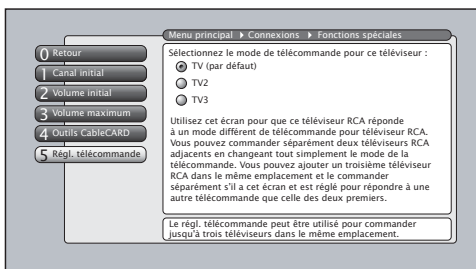 Menu principal ▶ Connexions ▶ Fonctions spéciales
0 Retour
1 Canal initial
2 Volume initial
3 Volume maximum
4 Outils CableCARD
5 Régl. télécommande
Sélectionnez le mode de télécommande pour ce téléviseur :
TV (par défaut)
TV2
TV3
Utilisez cet écran pour que ce téléviseur RCA réponde
à un mode différent de télécommande pour téléviseur RCA.
Vous pouvez commander séparément deux téléviseurs RCA
adjacents en changeant tout simplement le mode de la
télécommande. Vous pouvez ajouter un troisième téléviseur
RCA dans le même emplacement et le commander
séparément s'il a cet écran et est réglé pour répondre à une
autre télécommande que celle des deux premiers.
Le régl. télécommande peut être utilisé pour commander
jusqu'à trois téléviseurs dans le même emplacement.